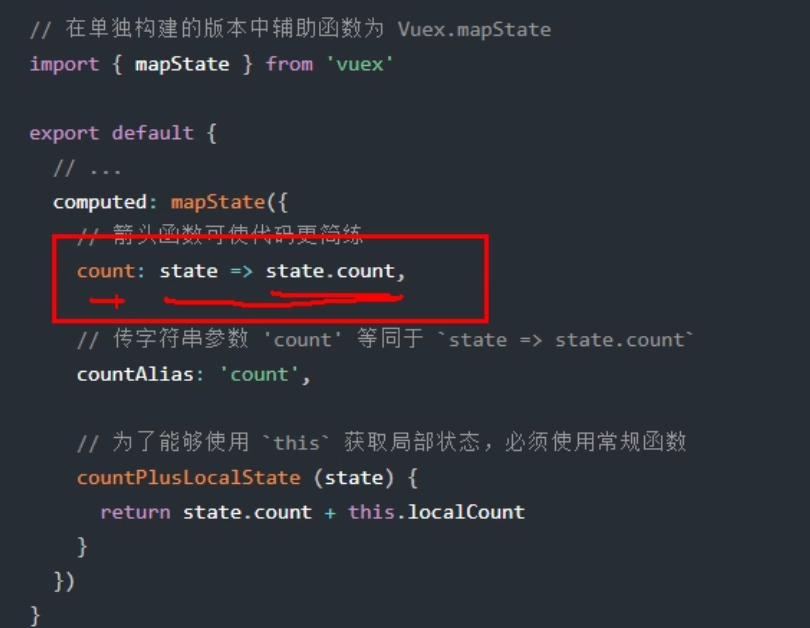 // 在单独构建的版本中辅助函数为 Vuex.mapState
import { mapState } from 'vuex'
export default {
// ...
computed: mapState({
// 箭头函数可使代码更简练
count: state => state.count,
// 传字符串参数 'count' 等同于 `state => state.count`
countAlias: 'count',
// 为了能够使用 `this` 获取局部状态，必须使用常规函数
countPlusLocalState (state) {
return state.count + this.localCount
}
})
}